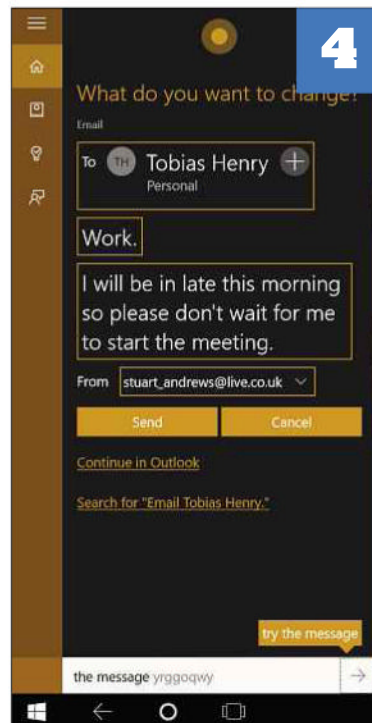 4
What do you want to change?
Email
To TH Tobias Henry +
Personal
Work.
I will be in late this morning
so please don't wait for me
to start the meeting.
From stuart_andrews@live.co.uk
Send Cancel
Continue in Outlook
Search for "Email Tobias Henry."
try the message
the message yrggoqwy